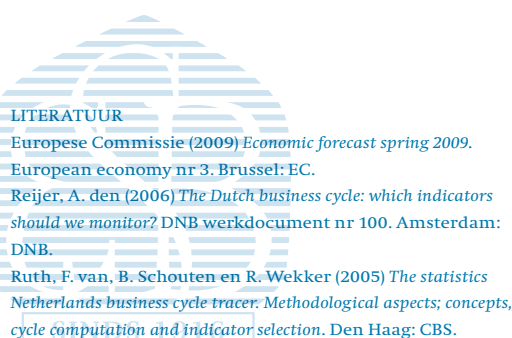 LITERATUUR
Europese Commissie (2009) Economic forecast spring 2009.
European economy nr 3. Brussel: EC.
Reijer, A. den (2006) The Dutch business cycle: which indicators
should we monitor? DNB werkdocument nr 100. Amsterdam:
DNB.
Ruth, F. van, B. Schouten en R. Wekker (2005) The statistics
Netherlands business cycle tracer. Methodological aspects; concepts,
cycle computation and indicator selection. Den Haag: CBS.
SINDS 1916